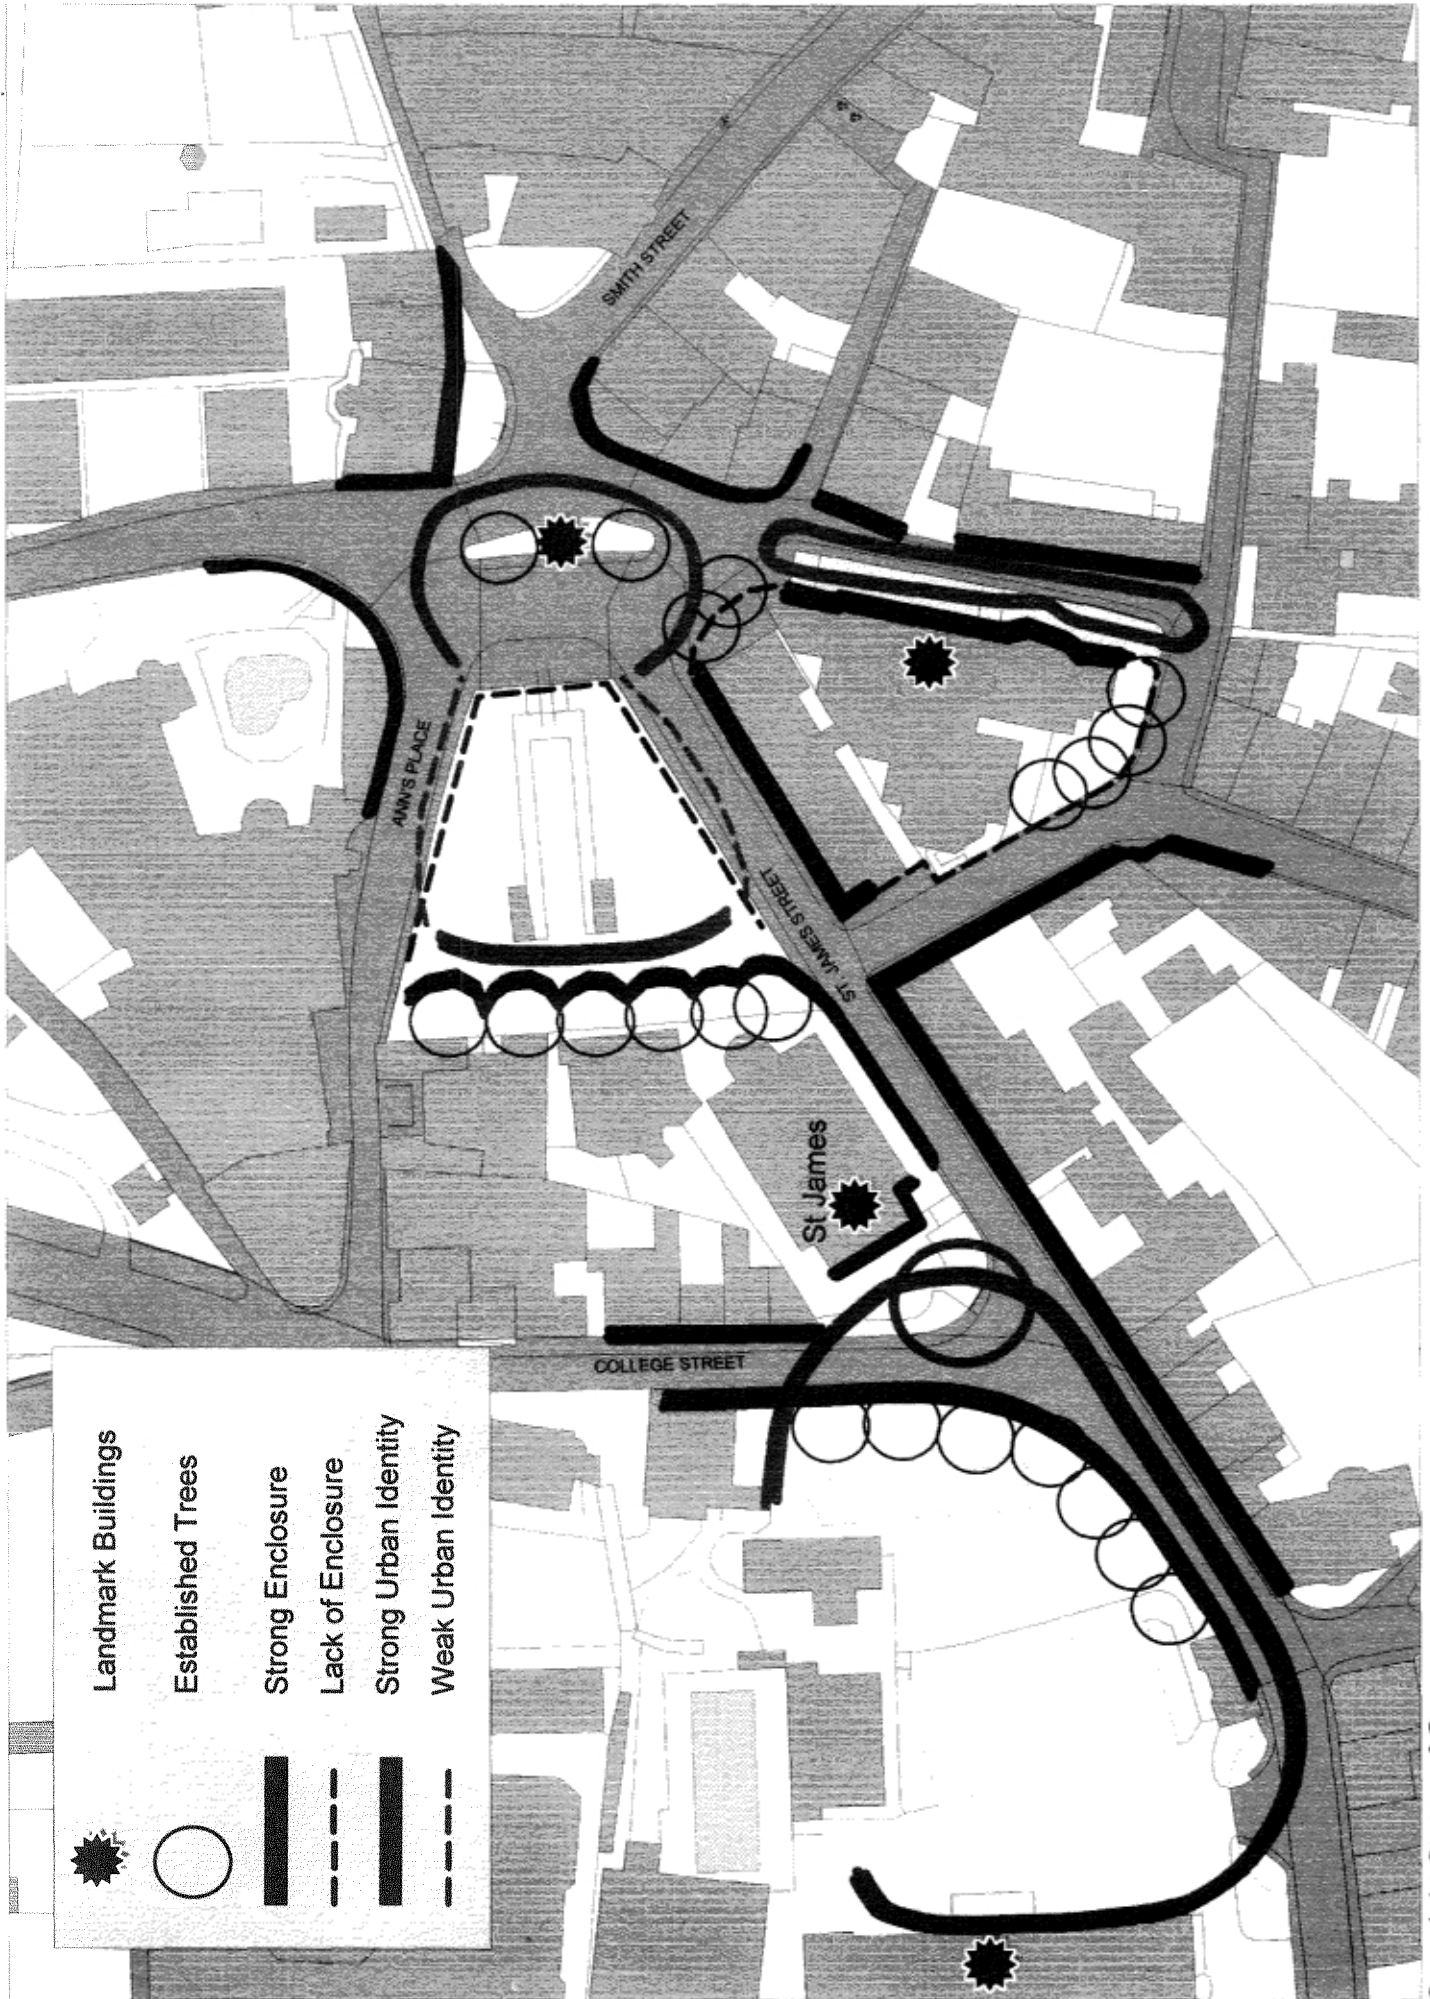 Landmark Buildings
Established Trees
Strong Enclosure
Lack of Enclosure
Strong Urban Identity
Weak Urban Identity
COLLEGE STREET
St James
ANN'S PLACE
ST. JAMES STREET
SMITH STREET